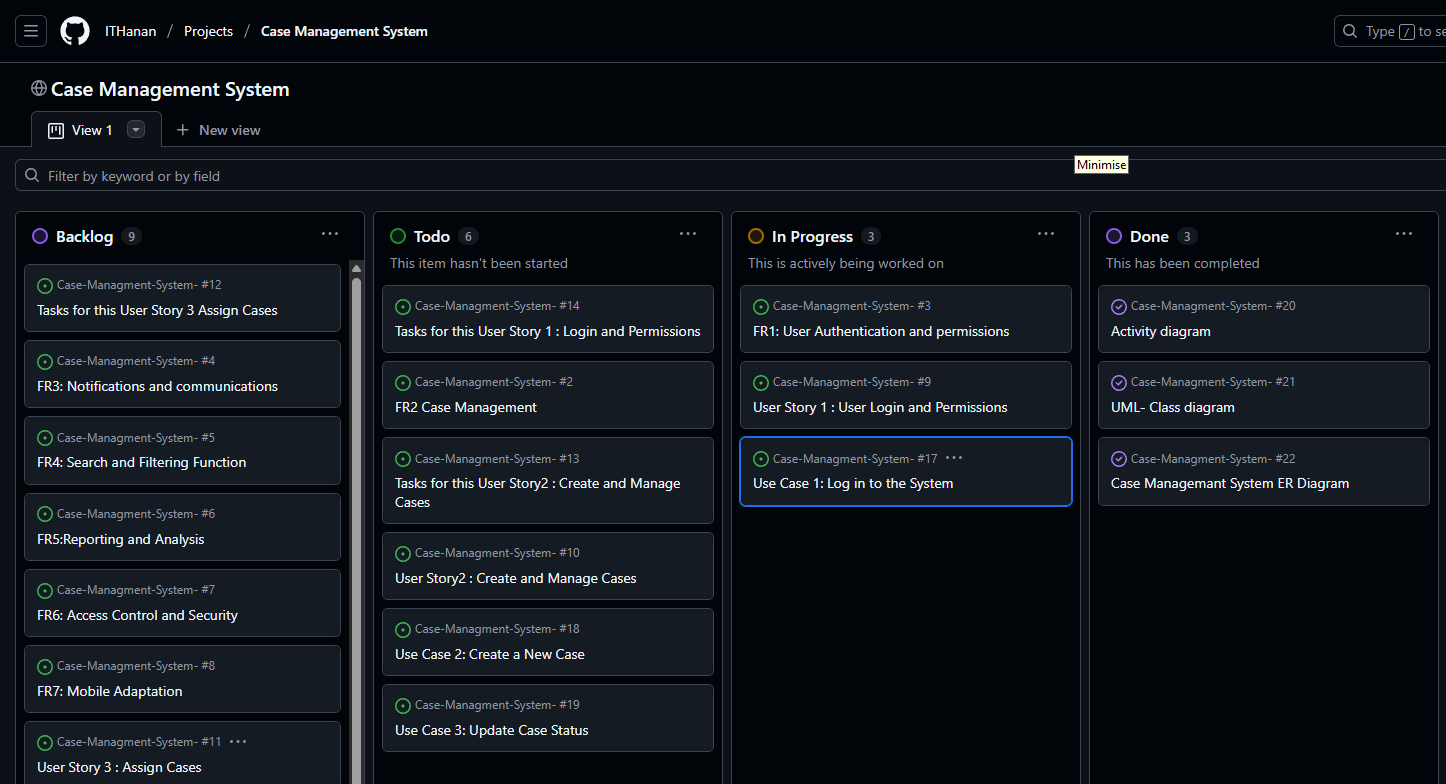 ITHanan / Projects / Case Management System
Type / to se
Case Management System
View 1
New view
Minimise
Filter by keyword or by field
Backlog 9
Case-Managment-System- #12
Tasks for this User Story 3 Assign Cases
Case-Managment-System- #4
FR3: Notifications and communications
Case-Managment-System- #5
FR4: Search and Filtering Function
Case-Managment-System- #6
FR5:Reporting and Analysis
Case-Managment-System- #7
FR6: Access Control and Security
Case-Managment-System- #8
FR7: Mobile Adaptation
Case-Managment-System- #11
User Story 3 : Assign Cases
Todo 6
This item hasn't been started
Case-Managment-System- #14
Tasks for this User Story 1 : Login and Permissions
Case-Managment-System- #2
FR2 Case Management
Case-Managment-System- #13
Tasks for this User Story2 : Create and Manage
Cases
Case-Managment-System- #10
User Story2 : Create and Manage Cases
Case-Managment-System- #18
Use Case 2: Create a New Case
Case-Managment-System- #19
Use Case 3: Update Case Status
In Progress 3
This is actively being worked on
Case-Managment-System- #3
FR1: User Authentication and permissions
Case-Managment-System- #9
User Story 1 : User Login and Permissions
Case-Managment-System- #17
Use Case 1: Log in to the System
Done 3
This has been completed
Case-Managment-System- #20
Activity diagram
Case-Managment-System- #21
UML- Class diagram
Case-Managment-System- #22
Case Managemant System ER Diagram